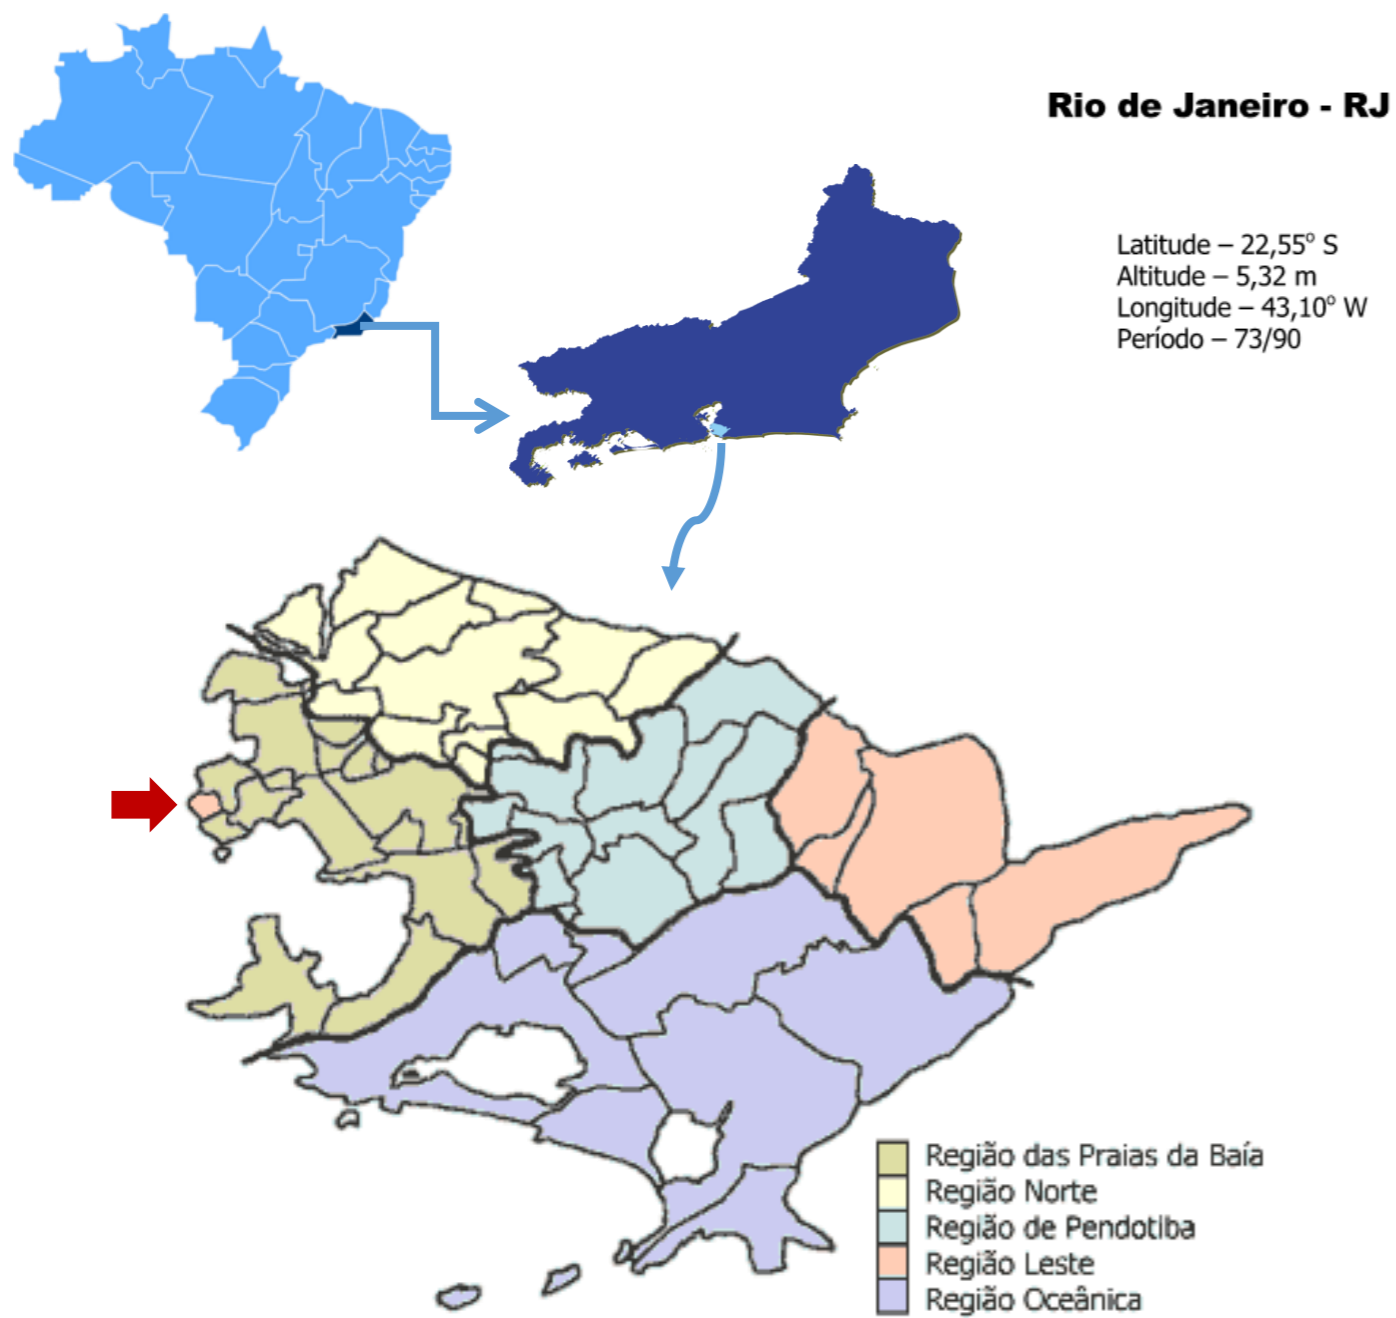 Rio de Janeiro - RJ
Latitude – 22,55° S
Altitude – 5,32 m
Longitude – 43,10° W
Período – 73/90
Região das Praias da Baía
Região Norte
Região de Pendotiba
Região Leste
Região Oceânica